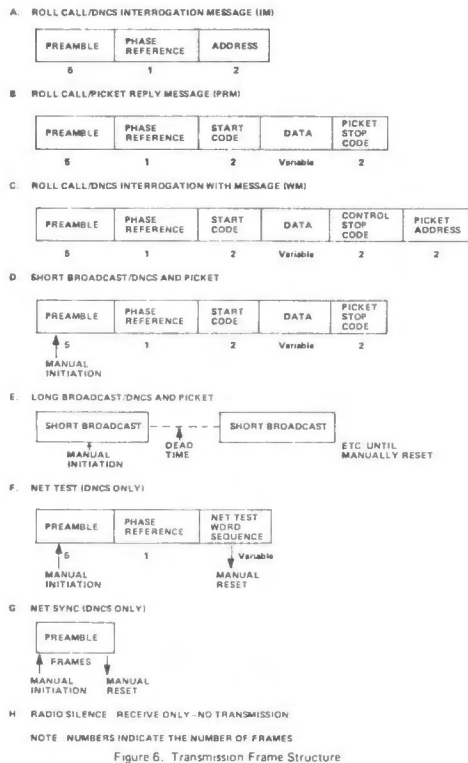 A. ROLL CALL/DNCS INTERROGATION MESSAGE (IM)
PREAMBLE PHASE REFERENCE ADDRESS
5 1 2
B ROLL CALL/PICKET REPLY MESSAGE (PRM)
PREAMBLE PHASE REFERENCE START CODE DATA PICKET STOP CODE
5 1 2 Variable 2
C. ROLL CALL/DNCS INTERROGATION WITH MESSAGE (WM)
PREAMBLE PHASE REFERENCE START CODE DATA CONTROL STOP CODE PICKET ADDRESS
5 1 2 Variable 2 2
D SHORT BROADCAST/DNCS AND PICKET
PREAMBLE PHASE REFERENCE START CODE DATA PICKET STOP CODE
5 1 2 Variable 2
MANUAL INITIATION
E. LONG BROADCAST/DNCS AND PICKET
SHORT BROADCAST SHORT BROADCAST
MANUAL INITIATION DEAD TIME ETC. UNTIL MANUALLY RESET
F. NET TEST (DNCS ONLY)
PREAMBLE PHASE REFERENCE NET TEST WORD SEQUENCE
5 1 Variable
MANUAL INITIATION MANUAL RESET
G NET SYNC (DNCS ONLY)
PREAMBLE
FRAMES
MANUAL INITIATION MANUAL RESET
H RADIO SILENCE RECEIVE ONLY - NO TRANSMISSION
NOTE NUMBERS INDICATE THE NUMBER OF FRAMES
Figure 6. Transmission Frame Structure